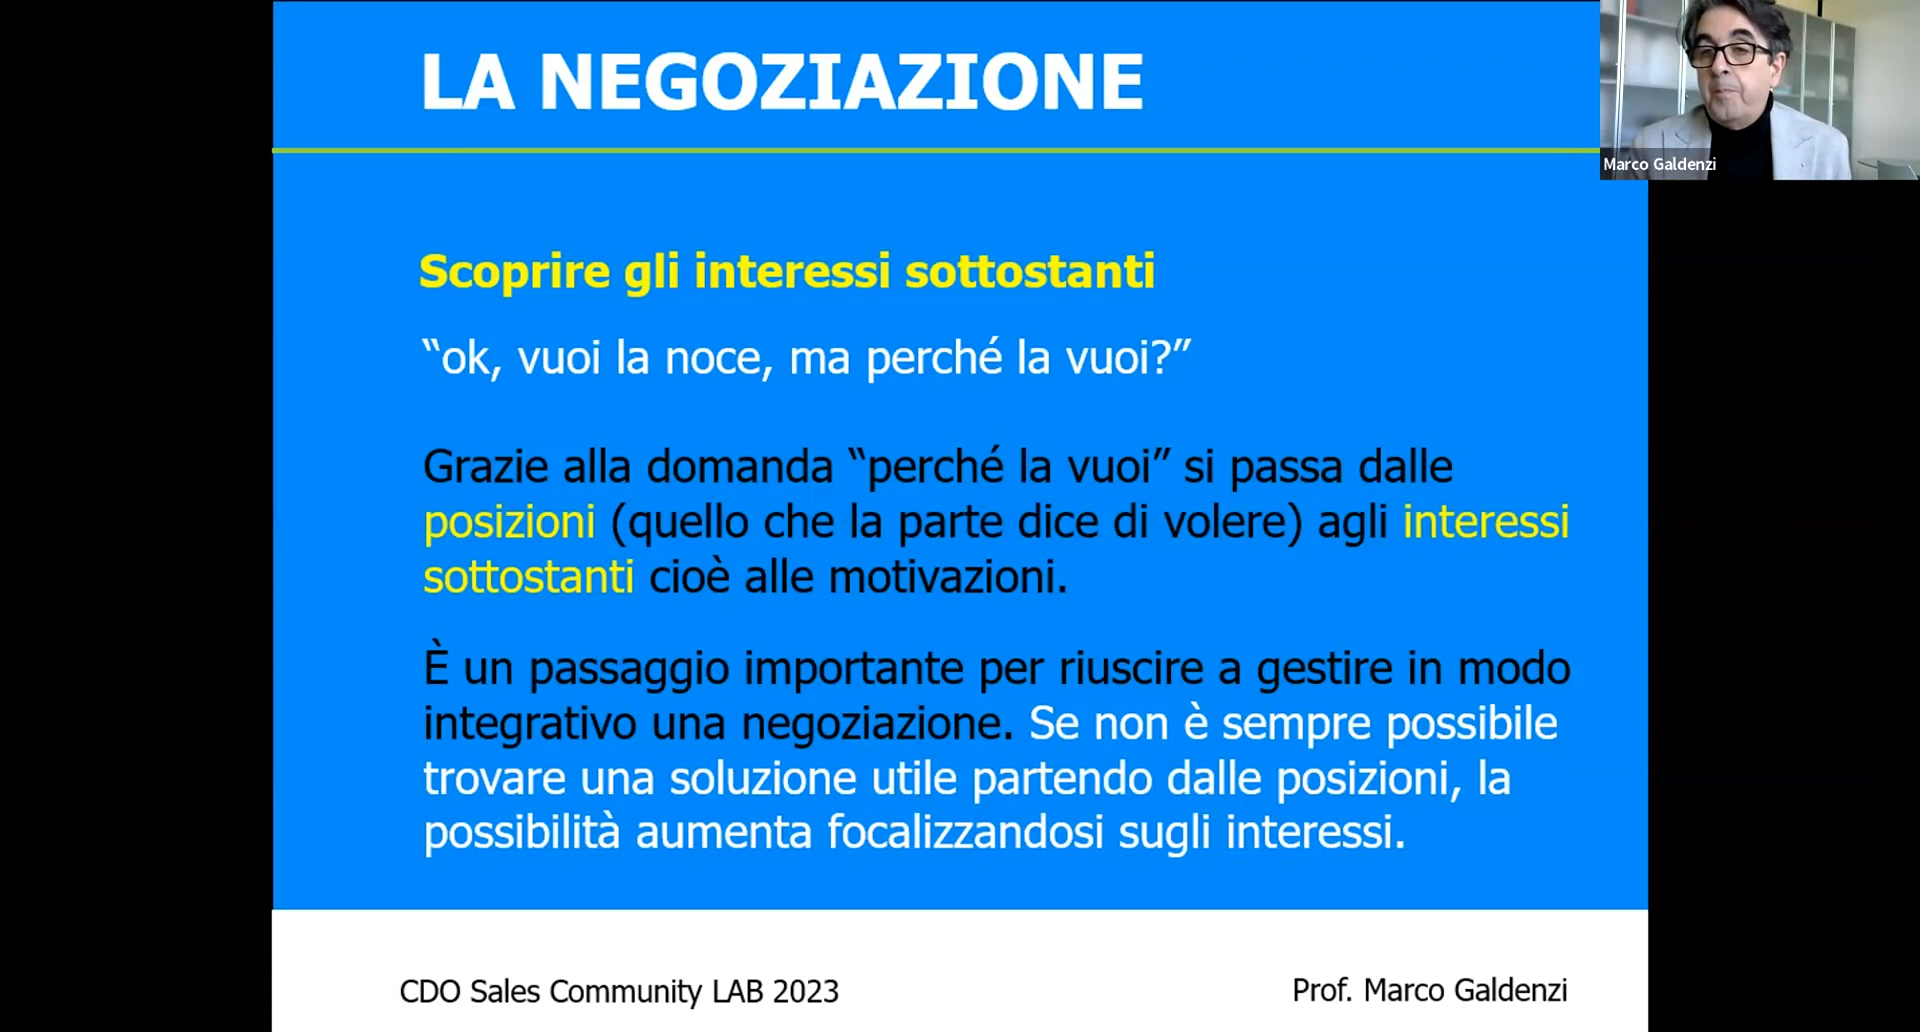 LA NEGOZIAZIONE
Marco Galdenzi
Scoprire gli interessi sottostanti
“ok, vuoi la noce, ma perché la vuoi?”
Grazie alla domanda “perché la vuoi” si passa dalle
posizioni (quello che la parte dice di volere) agli interessi
sottostanti cioè alle motivazioni.
È un passaggio importante per riuscire a gestire in modo
integrativo una negoziazione. Se non è sempre possibile
trovare una soluzione utile partendo dalle posizioni, la
possibilità aumenta focalizzandosi sugli interessi.
CDO Sales Community LAB 2023
Prof. Marco Galdenzi